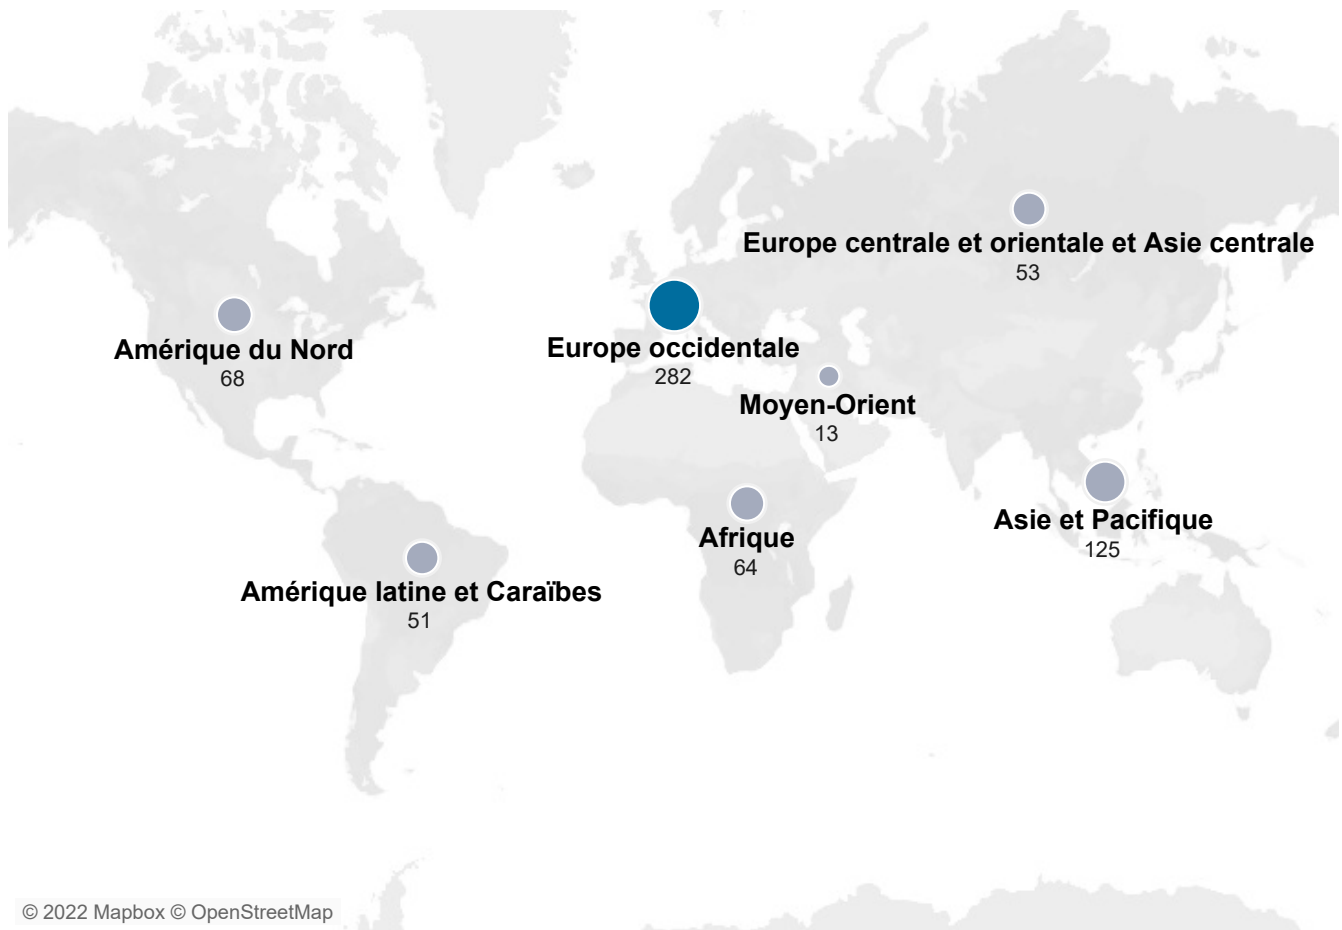 Europe centrale et orientale et Asie centrale
53
Amérique du Nord
68
Europe occidentale
282
Moyen-Orient
13
Asie et Pacifique
125
Afrique
64
Amérique latine et Caraïbes
51
© 2022 Mapbox © OpenStreetMap